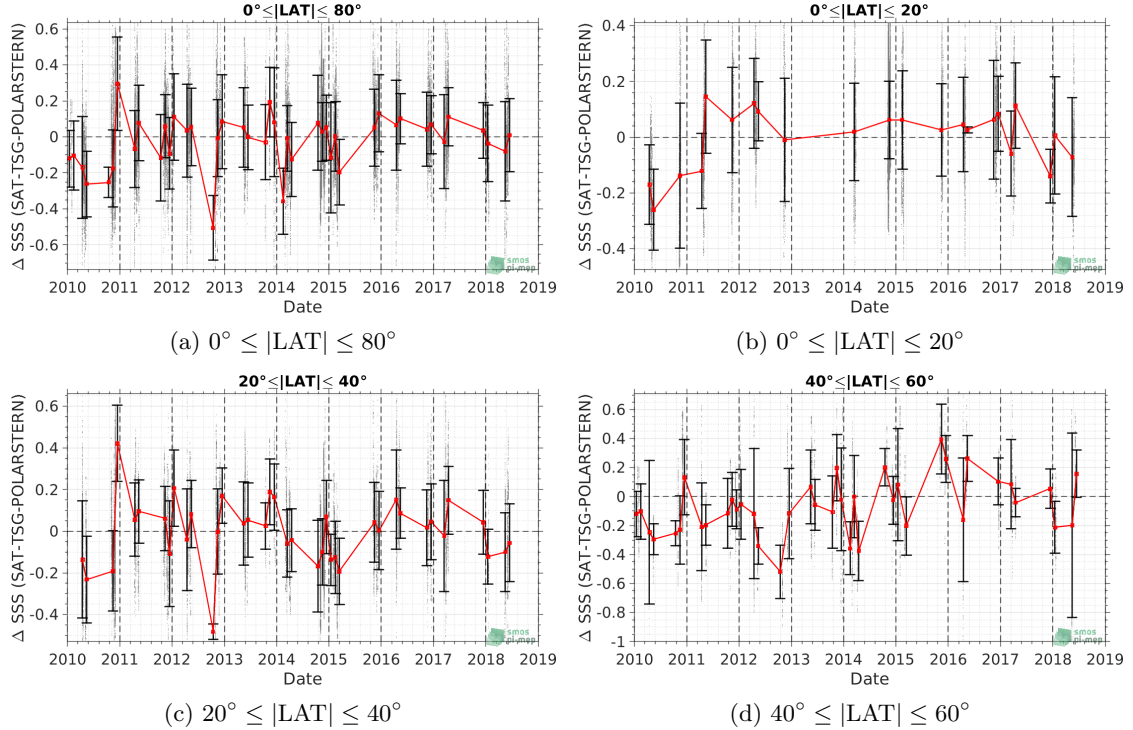 0°≤|LAT|≤ 80°
Δ SSS (SAT-TSG-POLARSTERN)
0.6
0.4
0.2
0
-0.2
-0.4
-0.6
2010 2011 2012 2013 2014 2015 2016 2017 2018 2019
Date
smos
pi-mep
(a) 0° ≤ |LAT| ≤ 80°
0°≤|LAT|≤ 20°
Δ SSS (SAT-TSG-POLARSTERN)
0.4
0.2
0
-0.2
-0.4
2010 2011 2012 2013 2014 2015 2016 2017 2018 2019
Date
smos
pi-mep
(b) 0° ≤ |LAT| ≤ 20°
20°≤|LAT|≤ 40°
Δ SSS (SAT-TSG-POLARSTERN)
0.6
0.4
0.2
0
-0.2
-0.4
2010 2011 2012 2013 2014 2015 2016 2017 2018 2019
Date
smos
pi-mep
(c) 20° ≤ |LAT| ≤ 40°
40°≤|LAT|≤ 60°
Δ SSS (SAT-TSG-POLARSTERN)
0.6
0.4
0.2
0
-0.2
-0.4
-0.6
-0.8
-1
2010 2011 2012 2013 2014 2015 2016 2017 2018 2019
Date
smos
pi-mep
(d) 40° ≤ |LAT| ≤ 60°